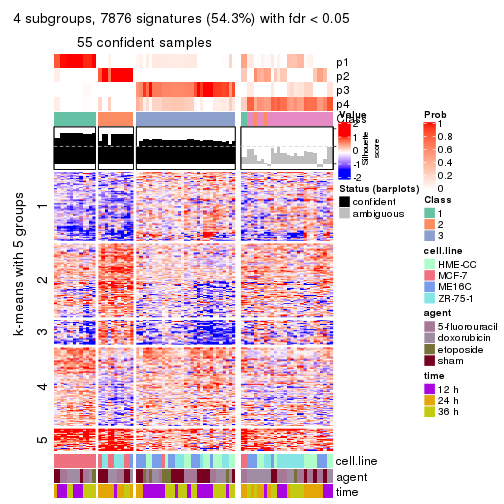 4 subgroups, 7876 signatures (54.3%) with fdr < 0.05
55 confident samples
p1
p2
p3
p4
Class
Silhouette
score
k-means with 5 groups
1
2
3
4
5
cell.line
agent
time
Value
2
1
0
-1
-2
Status (barplots)
confident
ambiguous
Prob
1
0.8
0.6
0.4
0.2
0
Class
1
2
3
cell.line
HME-CC
MCF-7
ME16C
ZR-75-1
agent
5-fluorouracil
doxorubicin
etoposide
sham
time
12 h
24 h
36 h